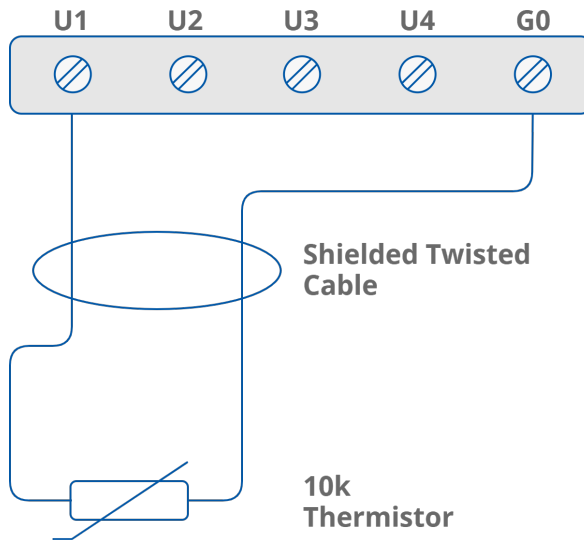 U1 U2 U3 U4 G0
Shielded Twisted
Cable
10k
Thermistor